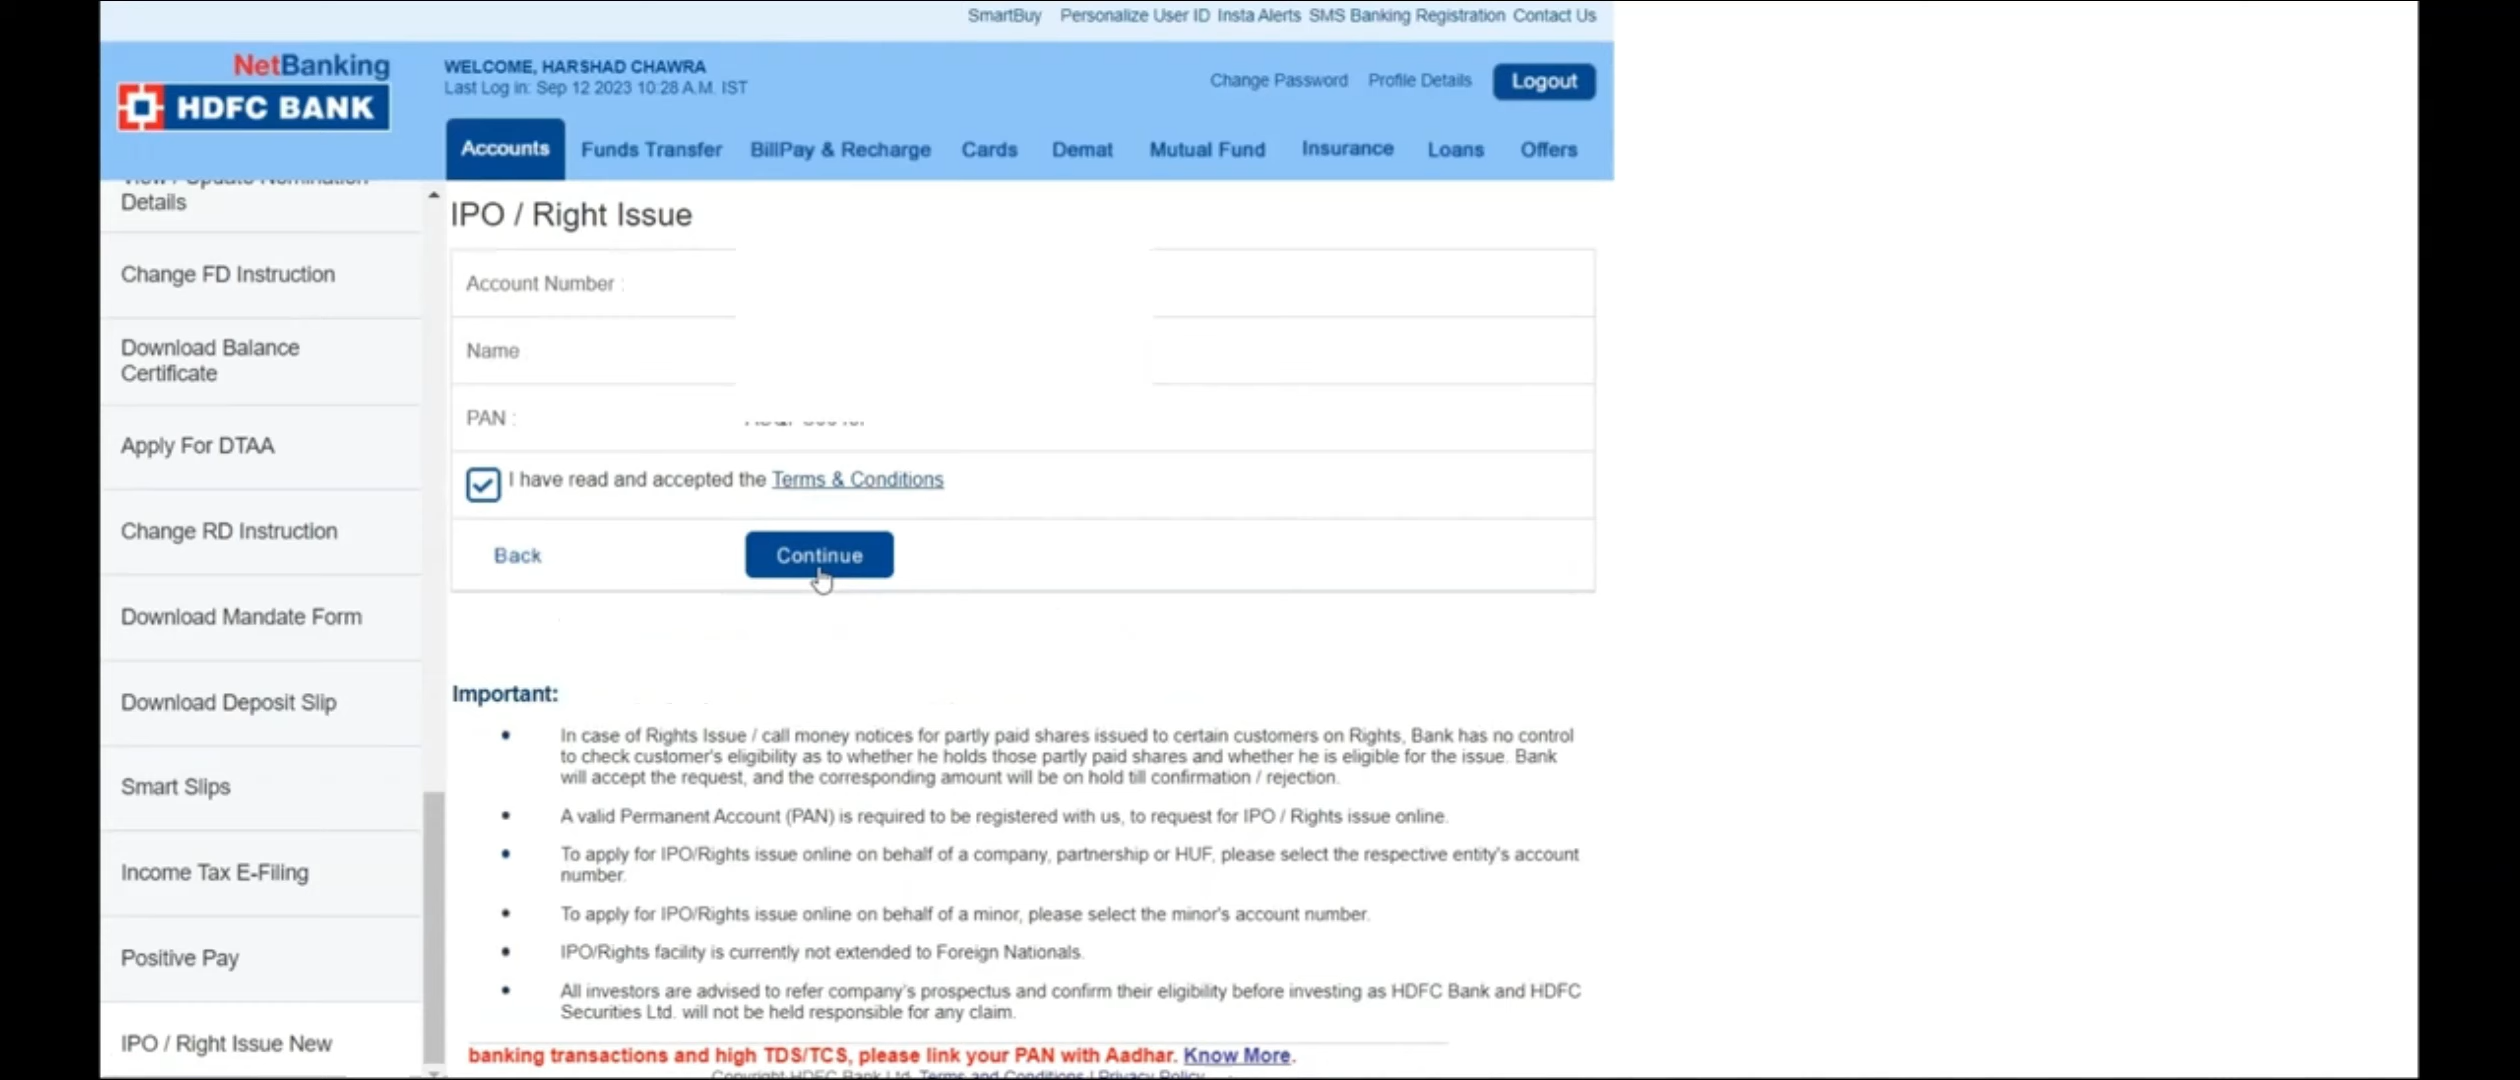 SmartBuy Personalize User ID Insta Alerts SMS Banking Registration Contact Us
NetBanking
HDFC BANK
WELCOME, HARSHAD CHAWRA
Last Log in: Sep 12 2023 10:28 A.M. IST
Change Password Profile Details Logout
Accounts Funds Transfer BillPay & Recharge Cards Demat Mutual Fund Insurance Loans Offers
View / Update Nomination
Details
Change FD Instruction
Download Balance
Certificate
Apply For DTAA
Change RD Instruction
Download Mandate Form
Download Deposit Slip
Smart Slips
Income Tax E-Filing
Positive Pay
IPO / Right Issue New
IPO / Right Issue
Account Number :
Name
PAN :
I have read and accepted the Terms & Conditions
Back Continue
Important:
• In case of Rights Issue / call money notices for partly paid shares issued to certain customers on Rights, Bank has no control
to check customer's eligibility as to whether he holds those partly paid shares and whether he is eligible for the issue. Bank
will accept the request, and the corresponding amount will be on hold till confirmation / rejection.
• A valid Permanent Account (PAN) is required to be registered with us, to request for IPO / Rights issue online.
• To apply for IPO/Rights issue online on behalf of a company, partnership or HUF, please select the respective entity's account
number.
• To apply for IPO/Rights issue online on behalf of a minor, please select the minor's account number.
• IPO/Rights facility is currently not extended to Foreign Nationals.
• All investors are advised to refer company's prospectus and confirm their eligibility before investing as HDFC Bank and HDFC
Securities Ltd. will not be held responsible for any claim.
banking transactions and high TDS/TCS, please link your PAN with Aadhar. Know More.
Copyright HDFC Bank Ltd. Terms and Conditions | Privacy Policy